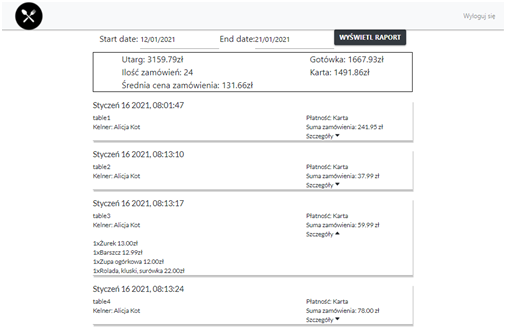 Wyloguj się
Start date: 12/01/2021 End date: 21/01/2021 WYŚWIETL RAPORT
Utarg: 3159.79zł Gotówka: 1667.93zł
Ilość zamówień: 24 Karta: 1491.86zł
Średnia cena zamówienia: 131.66zł
Styczeń 16 2021, 08:01:47
table1 Płatność: Karta
Kelner: Alicja Kot Suma zamówienia: 241.95 zł
Szczegóły
Styczeń 16 2021, 08:13:10
table2 Płatność: Karta
Kelner: Alicja Kot Suma zamówienia: 37.99 zł
Szczegóły
Styczeń 16 2021, 08:13:17
table3 Płatność: Karta
Kelner: Alicja Kot Suma zamówienia: 59.99 zł
Szczegóły
1xŻurek 13.00zł
1xBarszcz 12.99zł
1xZupa ogórkowa 12.00zł
1xRolada, kluski, surówka 22.00zł
Styczeń 16 2021, 08:13:24
table4 Płatność: Karta
Kelner: Alicja Kot Suma zamówienia: 78.00 zł
Szczegóły